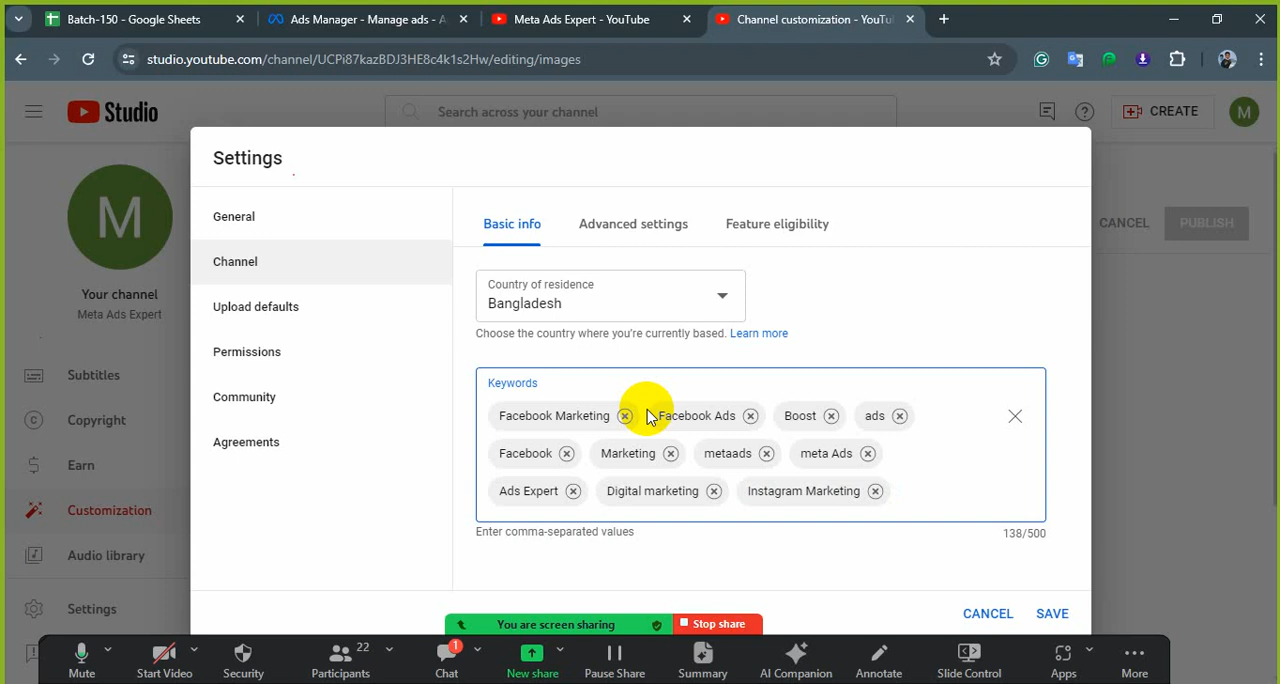 Batch-150 - Google Sheets
Ads Manager - Manage ads - A
Meta Ads Expert - YouTube
Channel customization - YouTu
studio.youtube.com/channel/UCPi87kazBDJ3HE8c4k1s2Hw/editing/images
Studio
Search across your channel
CREATE
M
M
Your channel
Meta Ads Expert
Subtitles
Copyright
Earn
Customization
Audio library
Settings
CANCEL
PUBLISH
Settings
General
Channel
Upload defaults
Permissions
Community
Agreements
Basic info
Advanced settings
Feature eligibility
Country of residence
Bangladesh
Choose the country where you're currently based. Learn more
Keywords
Facebook Marketing Facebook Ads Boost ads
Facebook Marketing metaads meta Ads
Ads Expert Digital marketing Instagram Marketing
Enter comma-separated values
138/500
CANCEL
SAVE
You are screen sharing
Stop share
22
1
Mute
Start Video
Security
Participants
Chat
New share
Pause Share
Summary
AI Companion
Annotate
Slide Control
Apps
More